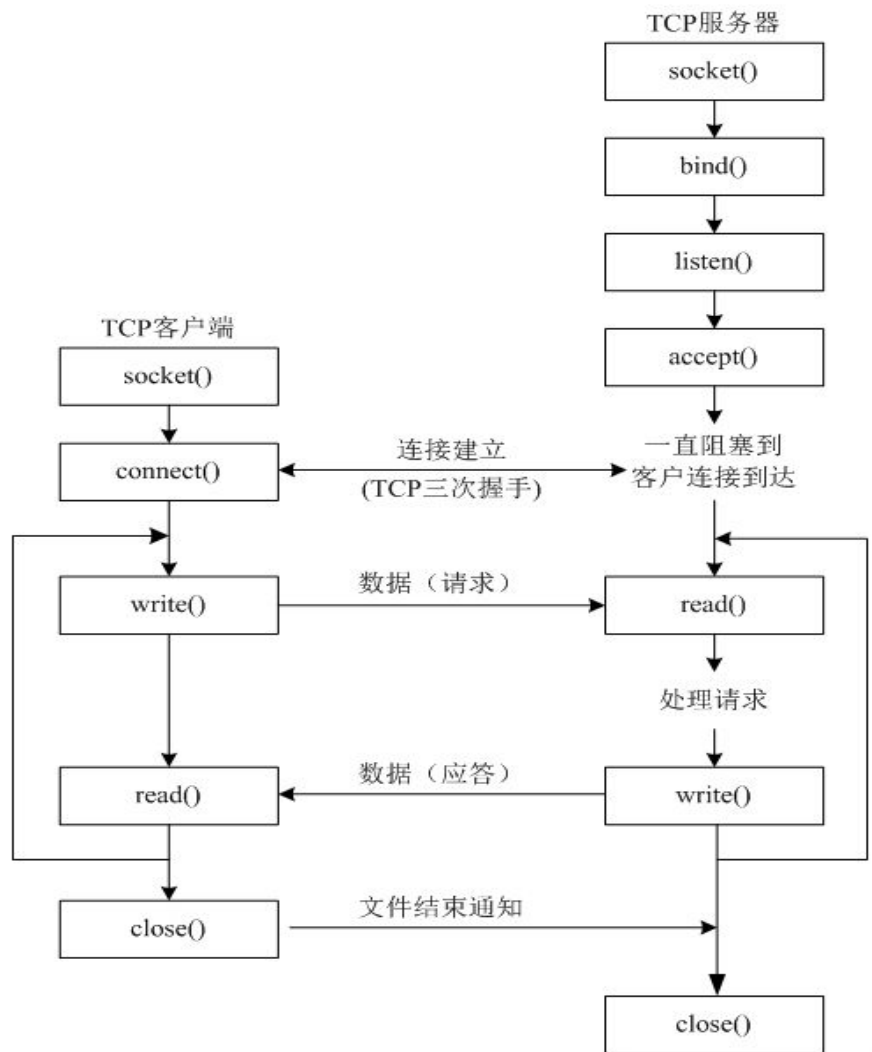 TCP服务器
socket()
bind()
listen()
accept()
TCP客户端
socket()
connect()
连接建立
(TCP三次握手)
一直阻塞到
客户连接到达
write()
数据（请求）
read()
处理请求
read()
数据（应答）
write()
close()
文件结束通知
close()